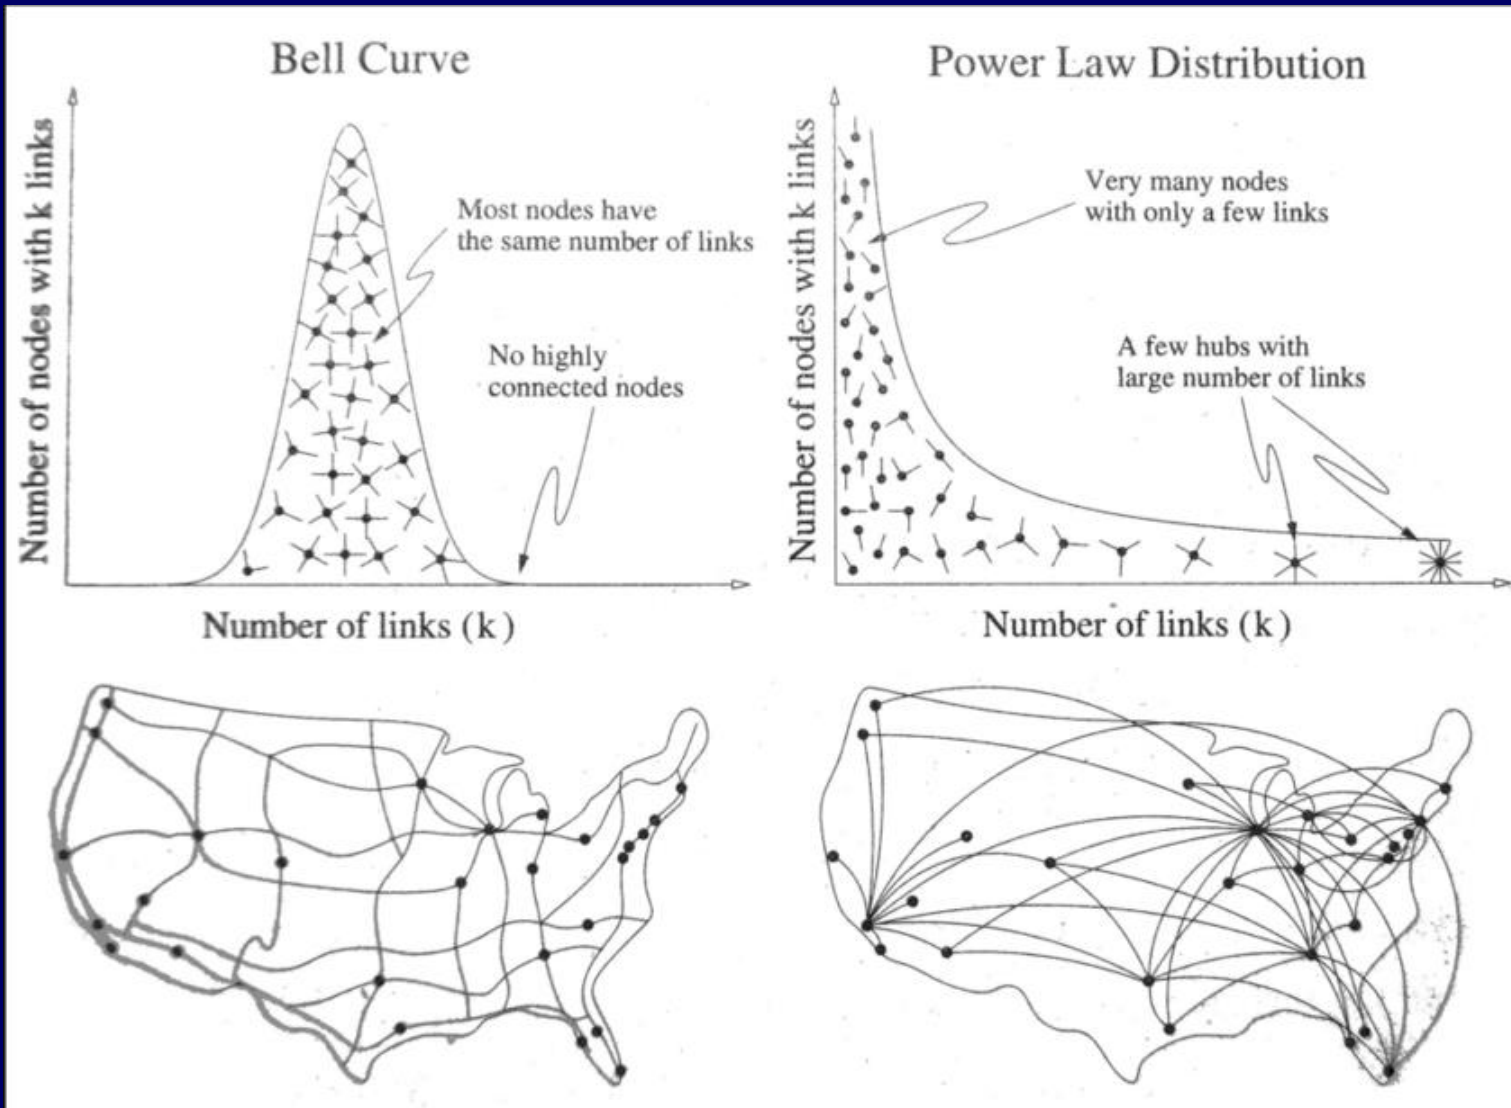 Bell Curve
Number of nodes with k links
Most nodes have
the same number of links
No highly
connected nodes
Number of links (k)
Power Law Distribution
Number of nodes with k links
Very many nodes
with only a few links
A few hubs with
large number of links
Number of links (k)